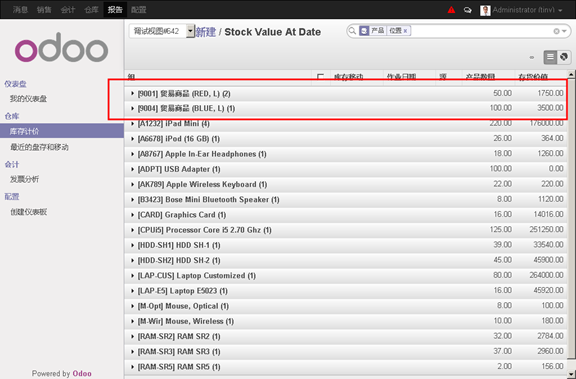 消息 销售 会计 仓库 报告 配置 Administrator (tiny)
odoo
调试视图#642 新建 / Stock Value At Date
产品 位置
仪表盘
我的仪表盘
仓库
库存计价
最近的盘存和移动
会计
发票分析
配置
创建仪表板
组 库存移动 作业日期 源 产品数量 存货价值
[9001] 贸易商品 (RED, L) (2) 50.00 1750.00
[9004] 贸易商品 (BLUE, L) (1) 100.00 3500.00
[A1232] iPad Mini (4) 220.00 176000.00
[A6678] iPod (16 GB) (1) 26.00 364.00
[A8767] Apple In-Ear Headphones (1) 18.00 1260.00
[ADPT] USB Adapter (1) 100.00 0.00
[AK789] Apple Wireless Keyboard (1) 22.00 220.00
[B3423] Bose Mini Bluetooth Speaker (1) 8.00 1120.00
[CARD] Graphics Card (1) 16.00 14016.00
[CPUi5] Processor Core i5 2.70 Ghz (1) 125.00 251250.00
[HDD-SH1] HDD SH-1 (1) 39.00 33540.00
[HDD-SH2] HDD SH-2 (1) 45.00 45900.00
[LAP-CUS] Laptop Customized (1) 80.00 264000.00
[LAP-E5] Laptop E5023 (1) 16.00 45920.00
[M-Opt] Mouse, Optical (1) 8.00 100.00
[M-Wir] Mouse, Wireless (1) 10.00 180.00
[RAM-SR2] RAM SR2 (1) 32.00 2784.00
[RAM-SR3] RAM SR3 (1) 37.00 2960.00
[RAM-SR5] RAM SR5 (1) 2.00 156.00
Powered by Odoo